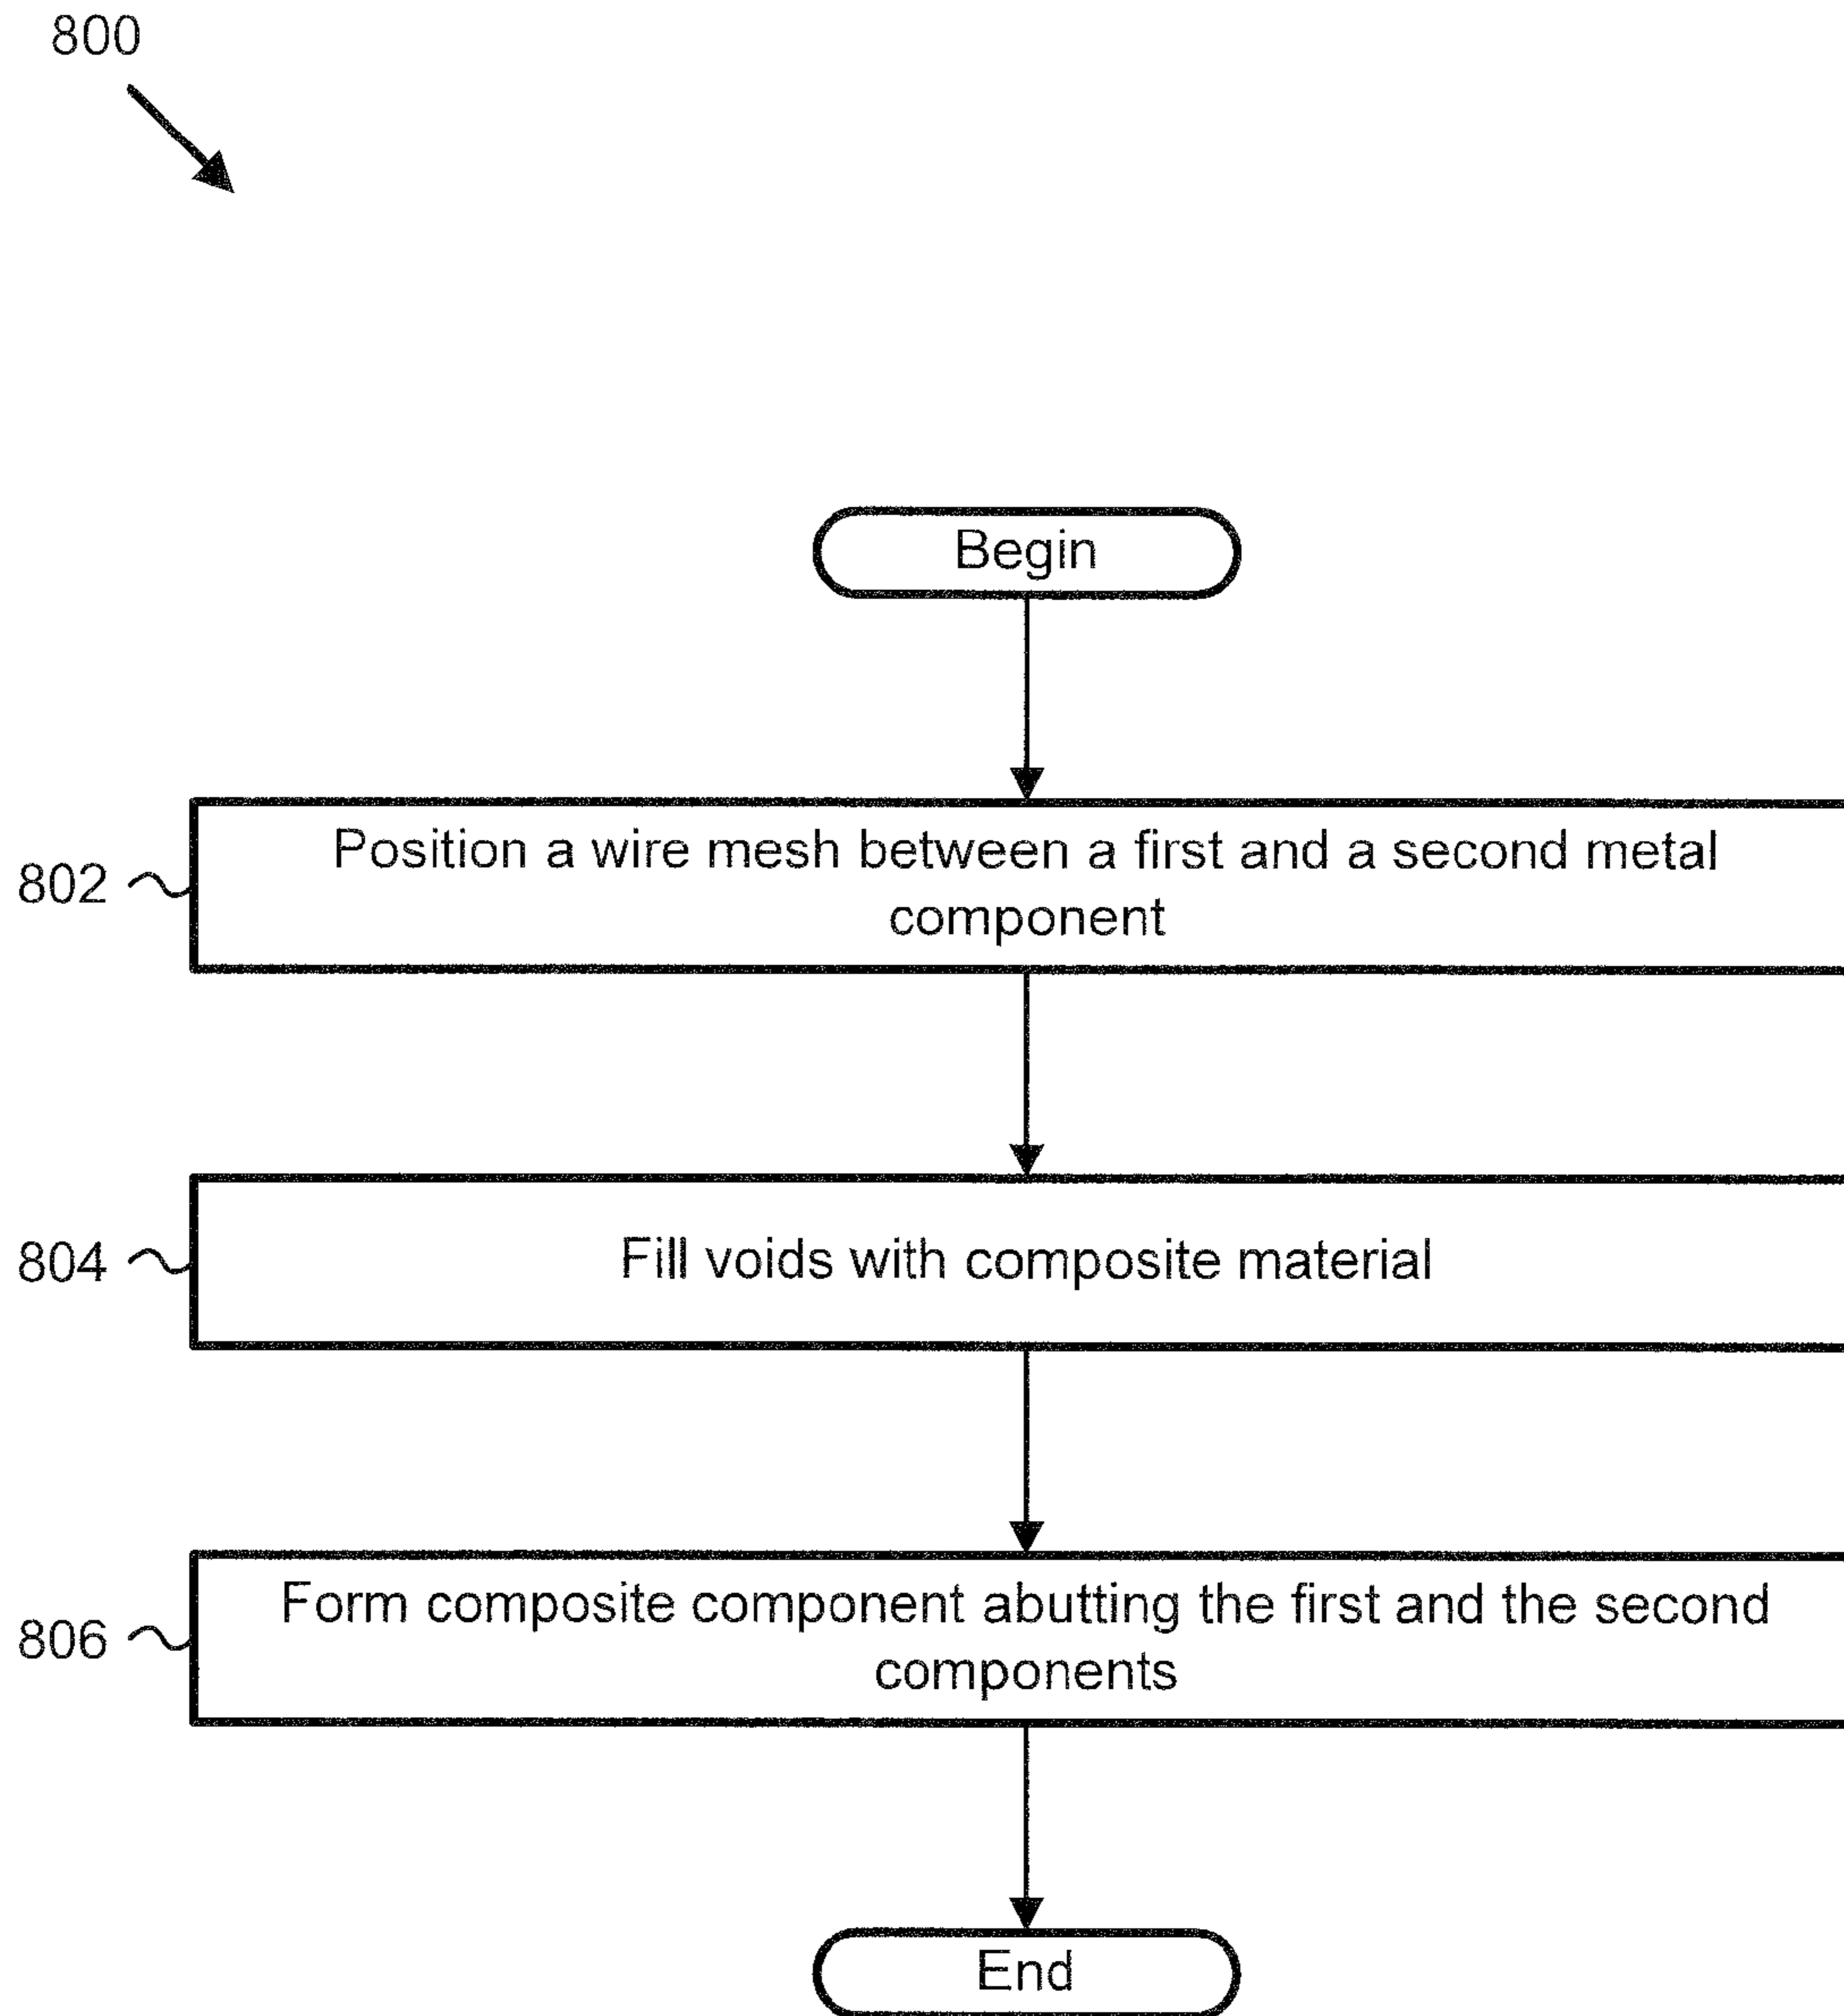 800
Begin
802
Position a wire mesh between a first and a second metal
component
804
Fill voids with composite material
806
Form composite component abutting the first and the second
components
End